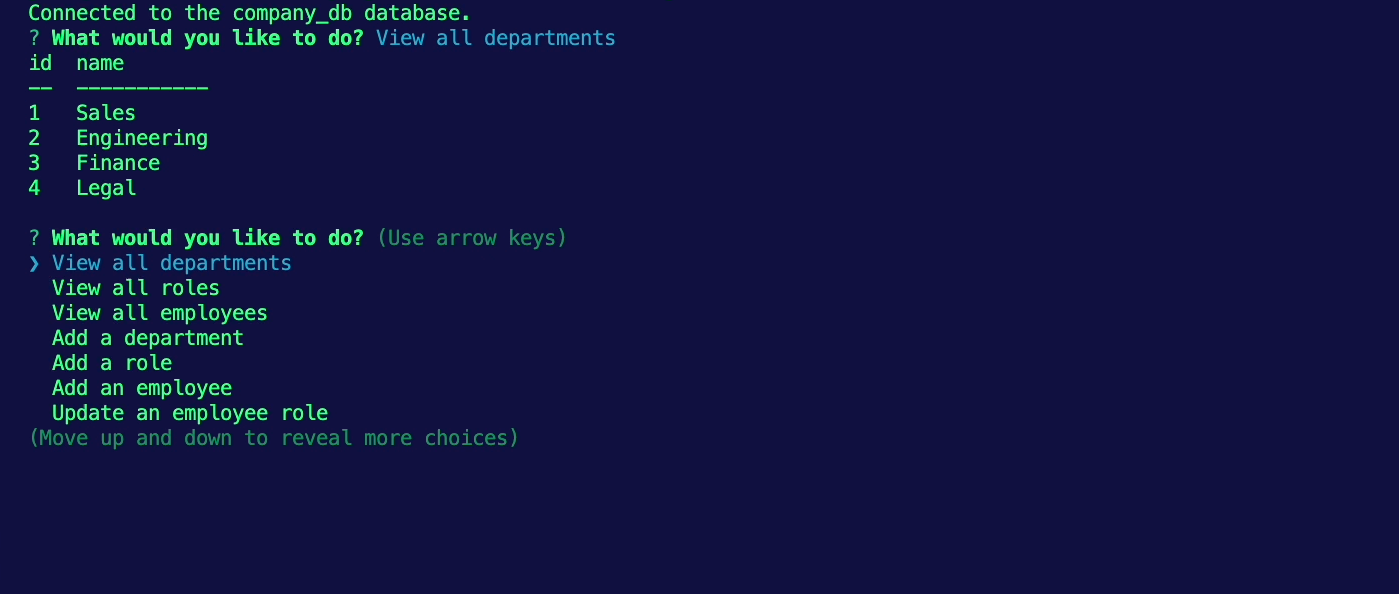 Connected to the company_db database.
? What would you like to do? View all departments
id  name
--  -----------
1   Sales
2   Engineering
3   Finance
4   Legal
? What would you like to do? (Use arrow keys)
❯ View all departments
  View all roles
  View all employees
  Add a department
  Add a role
  Add an employee
  Update an employee role
(Move up and down to reveal more choices)